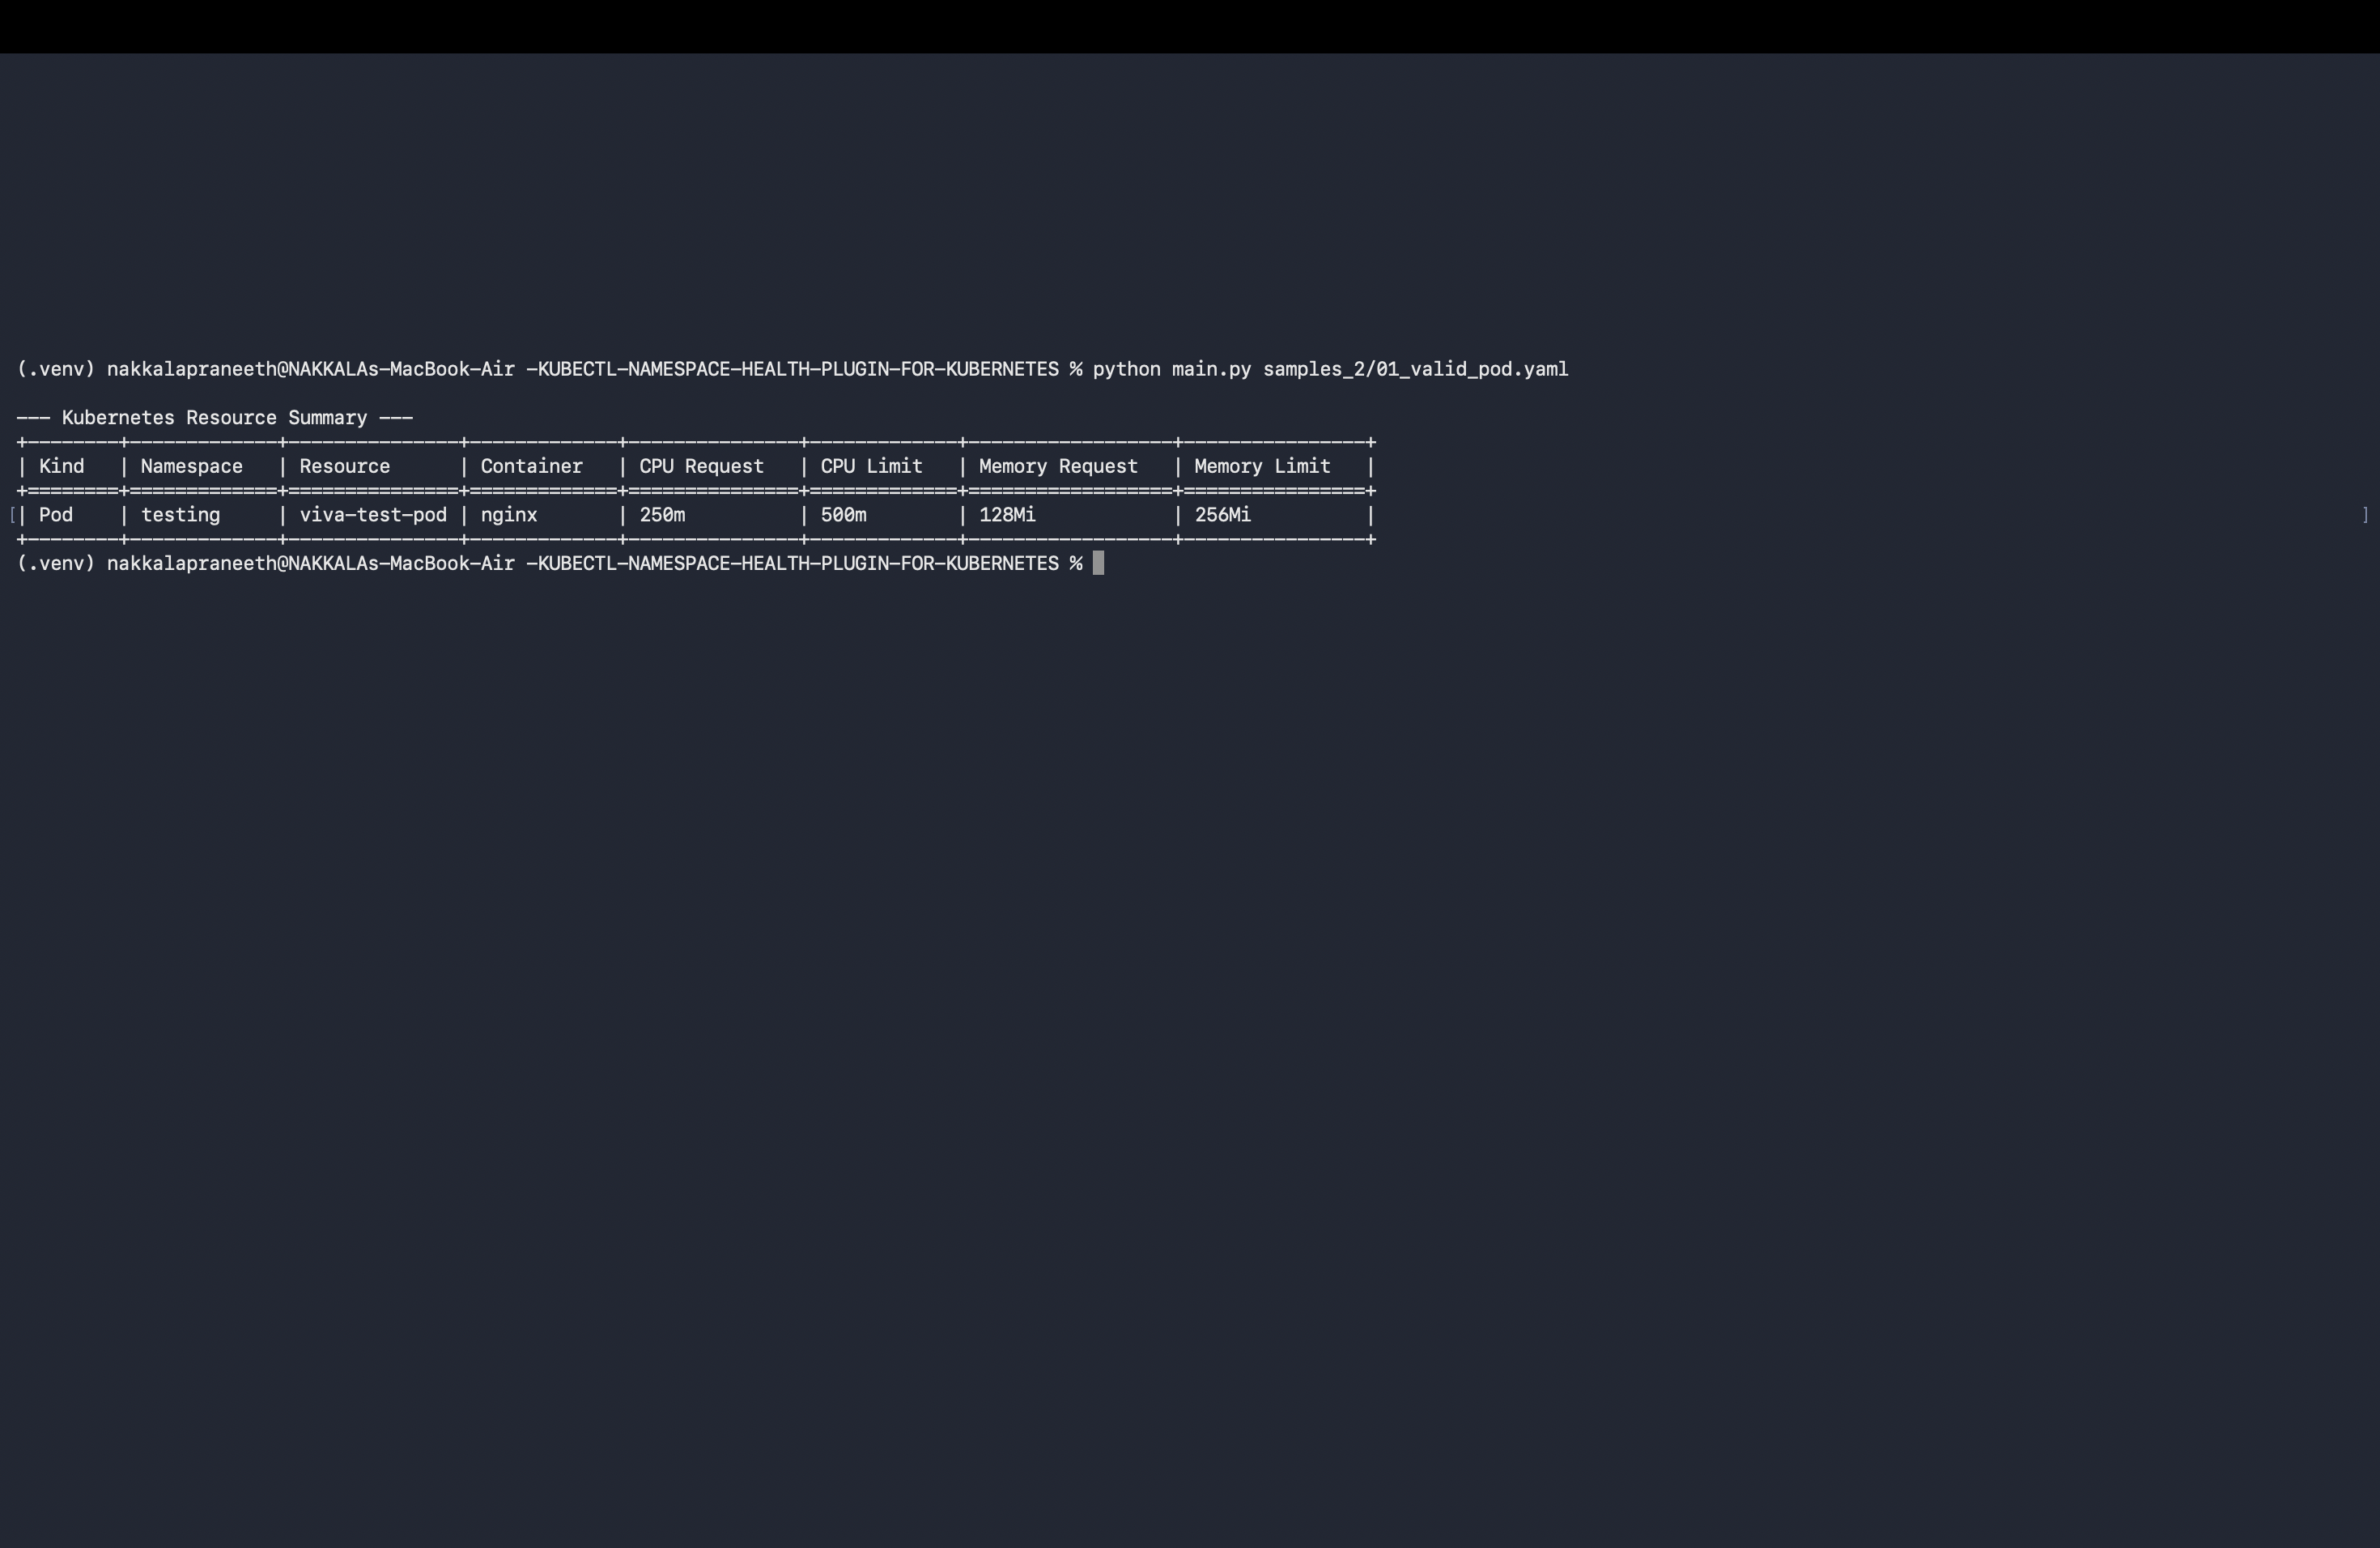 (.venv) nakkalapraneeth@NAKKALAs-MacBook-Air -KUBECTL-NAMESPACE-HEALTH-PLUGIN-FOR-KUBERNETES % python main.py samples_2/01_valid_pod.yaml
--- Kubernetes Resource Summary ---
+--------+-------------+---------------+-------------+---------------+-------------+------------------+----------------+
| Kind   | Namespace   | Resource      | Container   | CPU Request   | CPU Limit   | Memory Request   | Memory Limit   |
+========+=============+===============+=============+===============+=============+==================+================+
[| Pod    | testing     | viva-test-pod | nginx       | 250m          | 500m        | 128Mi            | 256Mi          | ]
+--------+-------------+---------------+-------------+---------------+-------------+------------------+----------------+
(.venv) nakkalapraneeth@NAKKALAs-MacBook-Air -KUBECTL-NAMESPACE-HEALTH-PLUGIN-FOR-KUBERNETES %